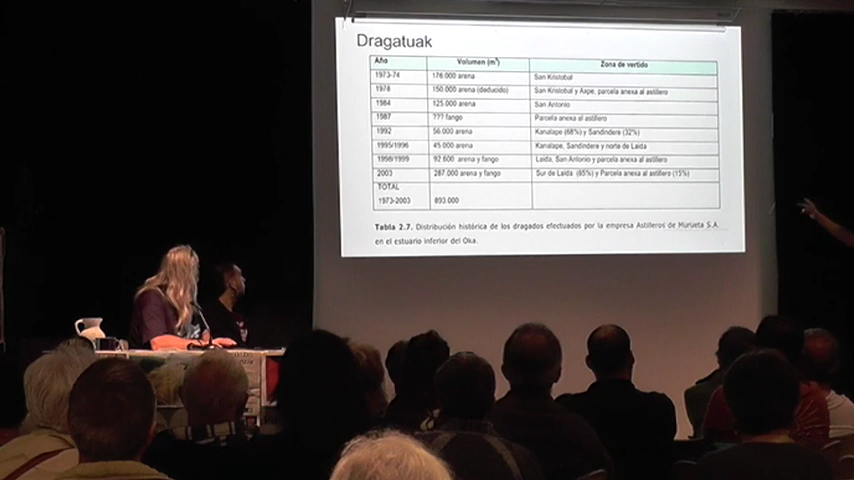 Dragatuak
Año Volumen (m³) Zona de vertido
1973-74 176.000 arena San Kristobal
1978 150.000 arena (deducido) San Kristobal y Axpe, parcela anexa al astillero
1984 125.000 arena San Antonio
1987 ??? fango Parcela anexa al astillero
1992 56.000 arena Kanalape (68%) y Sandindere (32%)
1995/1996 45.000 arena Kanalape, Sandindere y norte de Laida
1998/1999 92.600 arena y fango Laida, San Antonio y parcela anexa al astillero
2003 287.000 arena y fango Sur de Laida (85%) y Parcela anexa al astillero (15%)
TOTAL
1973-2003 893.000
Tabla 2.7. Distribución histórica de los dragados efectuados por la empresa Astilleros de Murueta S.A.
en el estuario inferior del Oka.